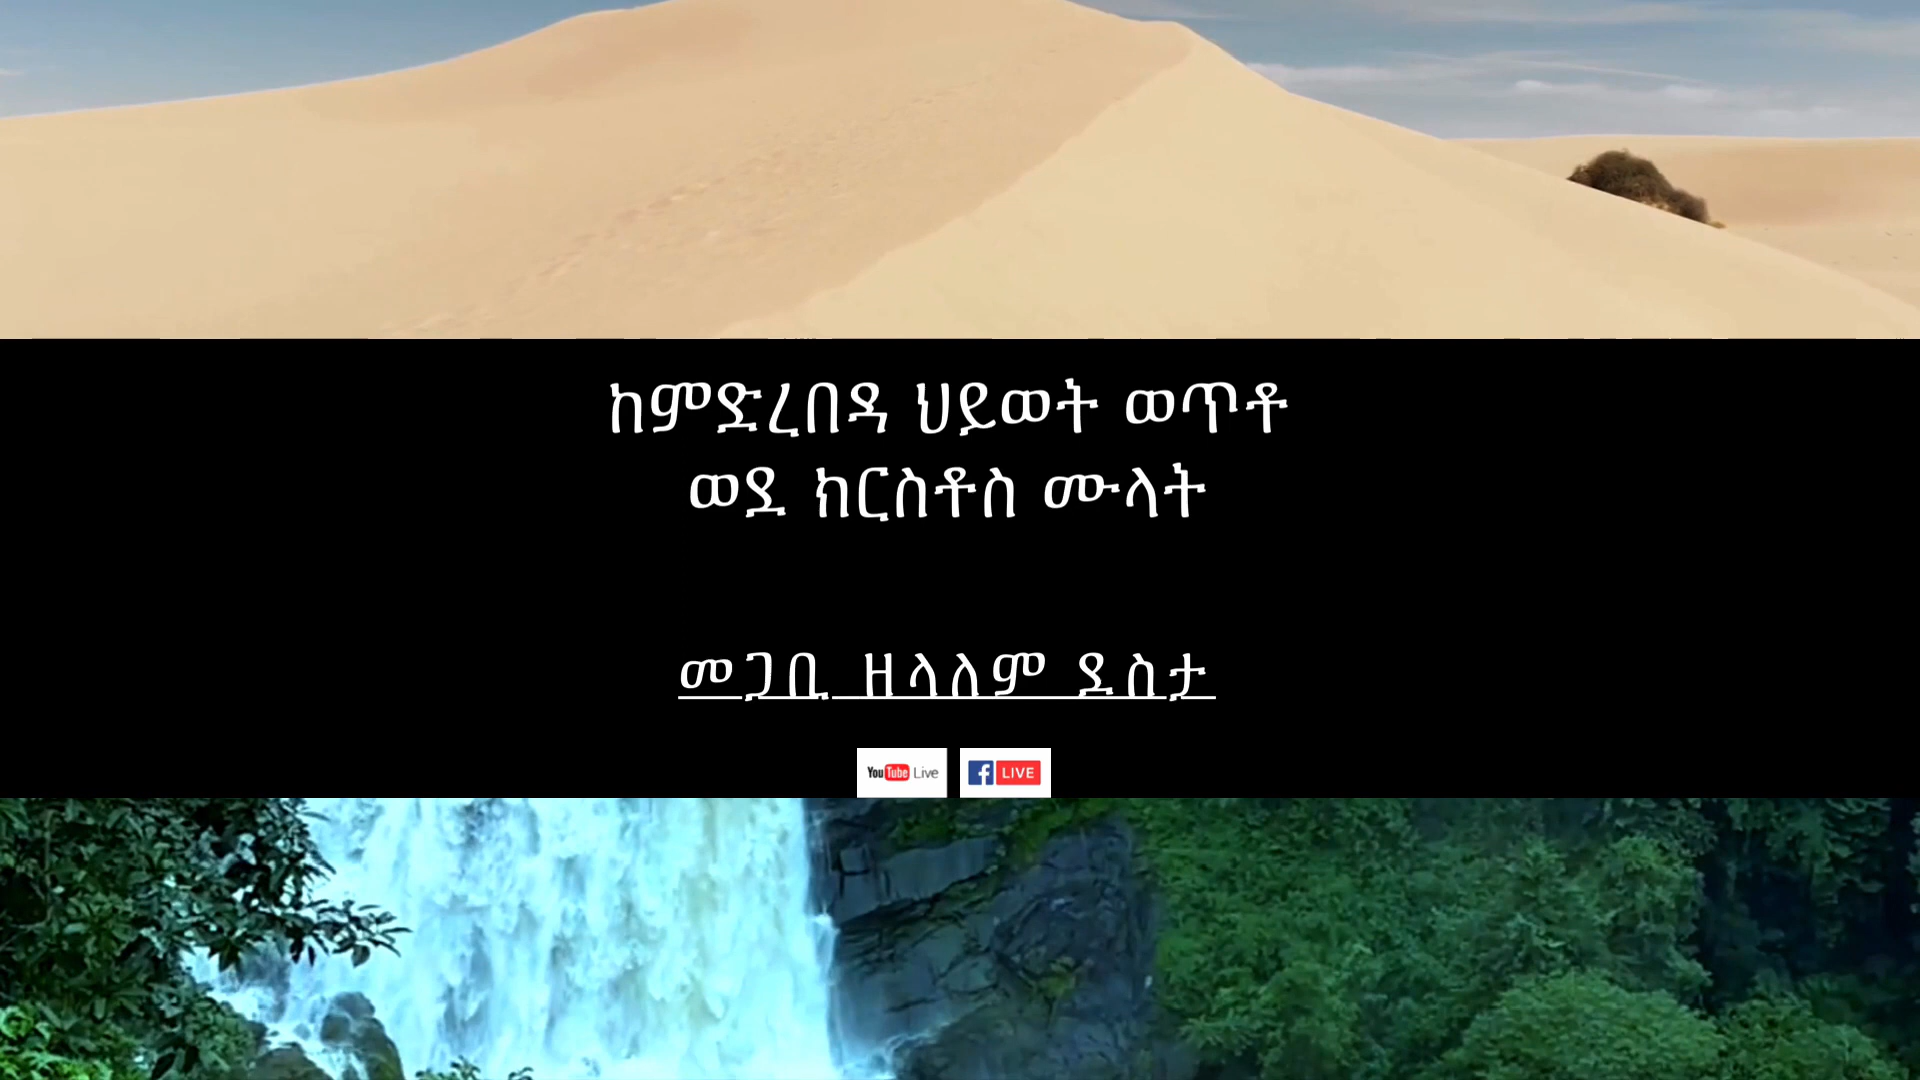 ከምድረበዳ ህይወት ወጥቶ
ወደ ክርስቶስ ሙላት
መጋቢ ዘላለም ደስታ
YouTube Live
f LIVE